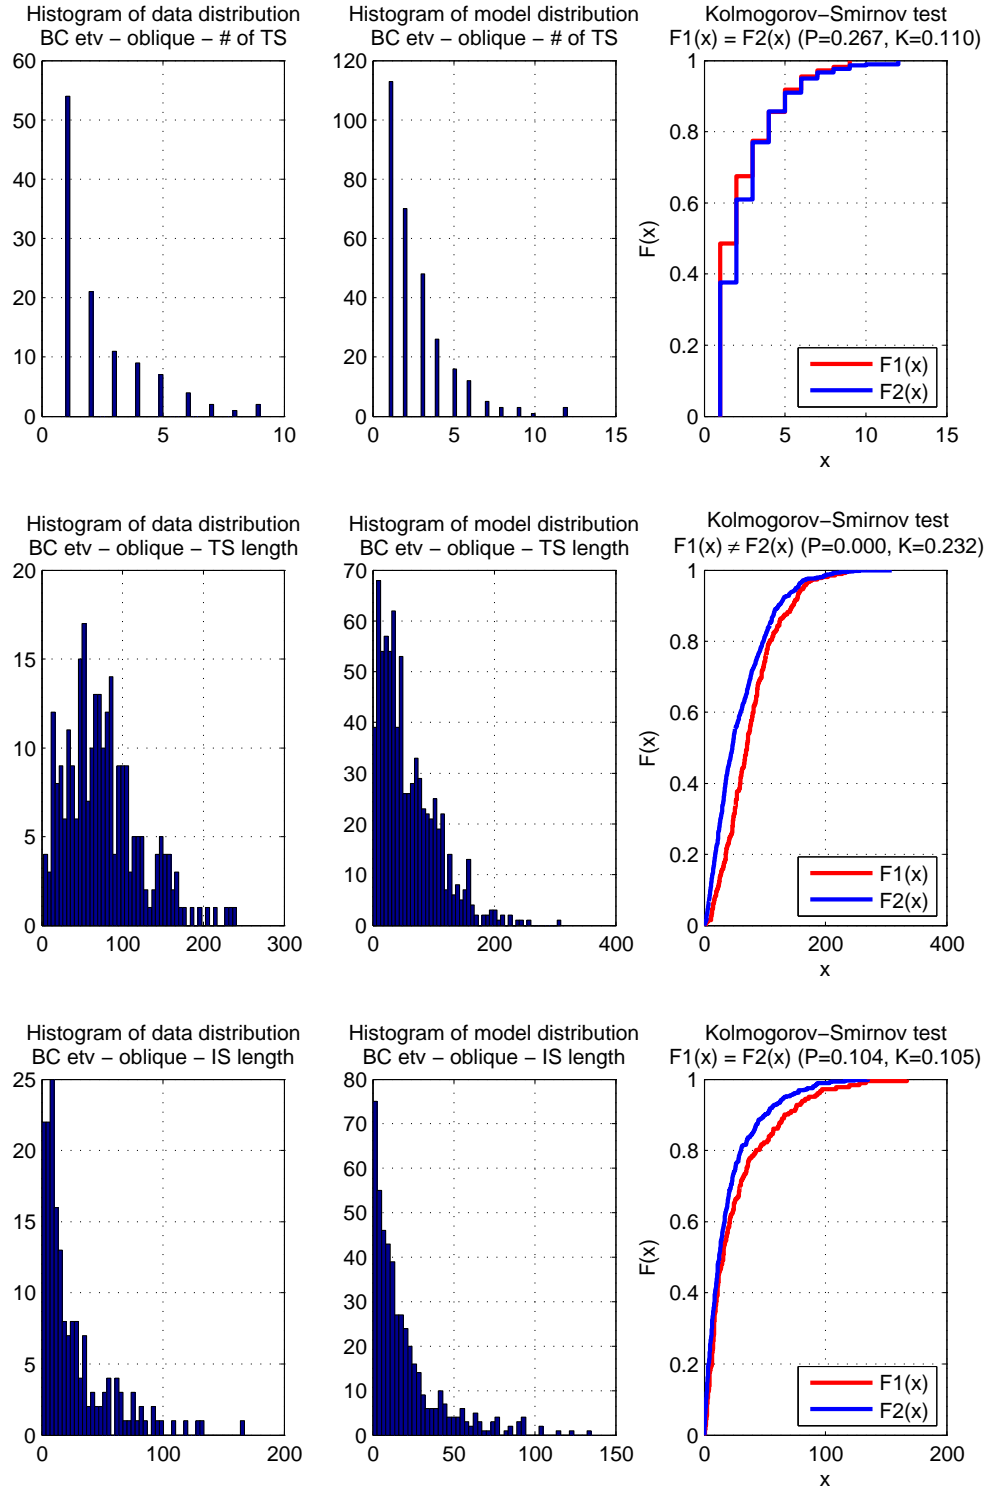 Histogram of data distribution
BC etv − oblique − # of TS
60
50
40
30
20
10
0
0 5 10
Histogram of model distribution
BC etv − oblique − # of TS
120
100
80
60
40
20
0
0 5 10 15
Kolmogorov−Smirnov test
F1(x) = F2(x) (P=0.267, K=0.110)
1
0.8
0.6
0.4
0.2
0
F(x)
F1(x)
F2(x)
0 5 10 15
x
Histogram of data distribution
BC etv − oblique − TS length
20
15
10
5
0
0 100 200 300
Histogram of model distribution
BC etv − oblique − TS length
70
60
50
40
30
20
10
0
0 200 400
Kolmogorov−Smirnov test
F1(x) ≠ F2(x) (P=0.000, K=0.232)
1
0.8
0.6
0.4
0.2
0
F(x)
F1(x)
F2(x)
0 200 400
x
Histogram of data distribution
BC etv − oblique − IS length
25
20
15
10
5
0
0 100 200
Histogram of model distribution
BC etv − oblique − IS length
80
70
60
50
40
30
20
10
0
0 50 100 150
Kolmogorov−Smirnov test
F1(x) = F2(x) (P=0.104, K=0.105)
1
0.8
0.6
0.4
0.2
0
F(x)
F1(x)
F2(x)
0 100 200
x